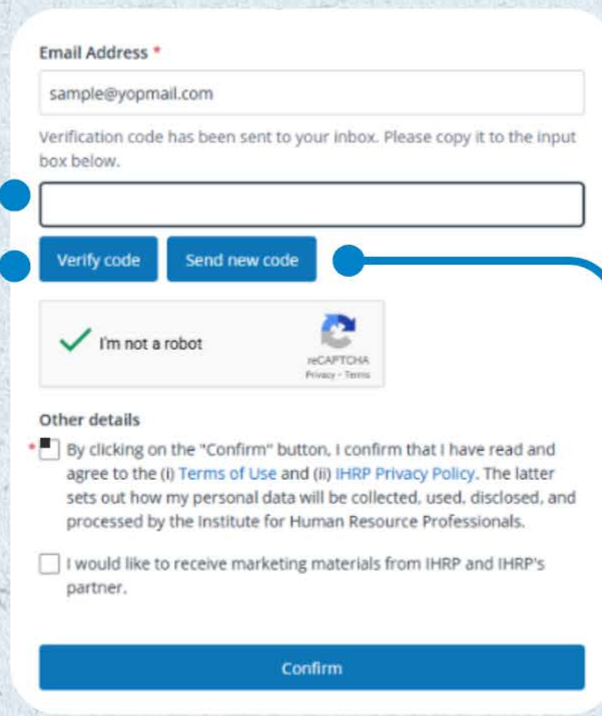 Email Address *
sample@yopmail.com
Verification code has been sent to your inbox. Please copy it to the input
box below.
Verify code Send new code
I'm not a robot
reCAPTCHA
Privacy - Terms
Other details
* By clicking on the "Confirm" button, I confirm that I have read and
agree to the (i) Terms of Use and (ii) IHRP Privacy Policy. The latter
sets out how my personal data will be collected, used, disclosed, and
processed by the Institute for Human Resource Professionals.
I would like to receive marketing materials from IHRP and IHRP's
partner.
Confirm